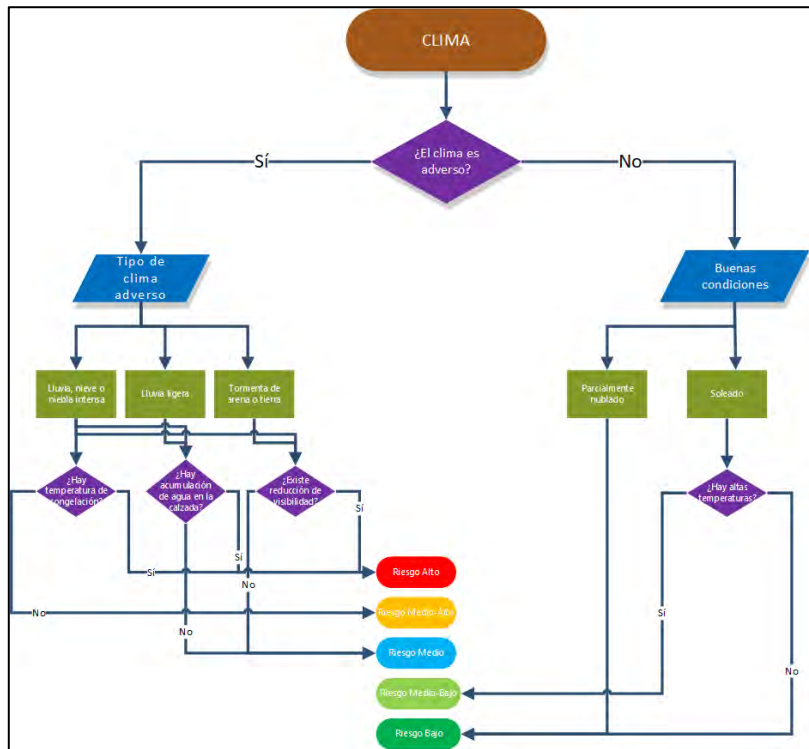 CLIMA
¿El clima es
adverso?
Sí
No
Tipo de
clima
adverso
Buenas
condiciones
Lluvia, nieve o
niebla intensa
Lluvia ligera
Tormenta de
arena o tierra
Parcialmente
nublado
Soleado
¿Hay
temperatura de
congelación?
¿Hay
acumulación
de agua en la
calzada?
¿Existe
reducción de
visibilidad?
¿Hay altas
temperaturas?
Sí
Sí
Sí
No
Riesgo Alto
No
Riesgo Medio-Alto
Sí
No
Riesgo Medio
No
Riesgo Medio-Bajo
Riesgo Bajo